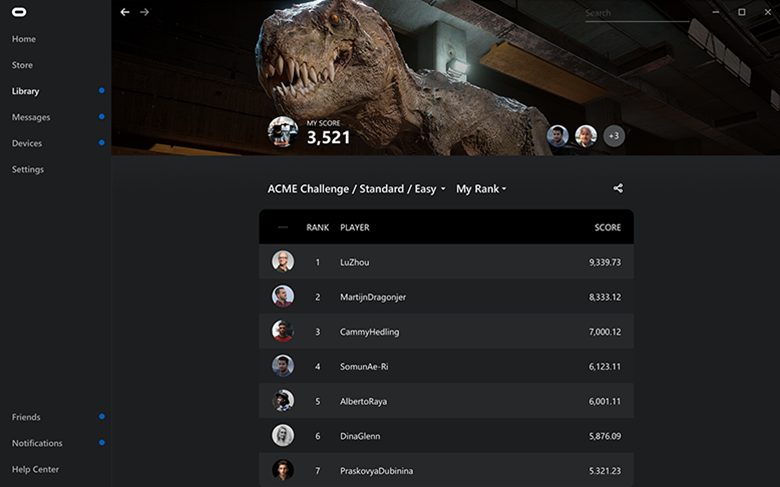 Search
Home
Store
Library
Messages
Devices
Settings
MY SCORE
3,521
+3
ACME Challenge / Standard / Easy My Rank
RANK PLAYER SCORE
1 LuZhou 9,339.73
2 MartijnDragonjer 8,333.12
3 CammyHedling 7,000.12
4 SomunAe-Ri 6,123.11
5 AlbertoRaya 6,001.11
6 DinaGlenn 5,876.09
7 PraskovyaDubinina 5.321.23
Friends
Notifications
Help Center